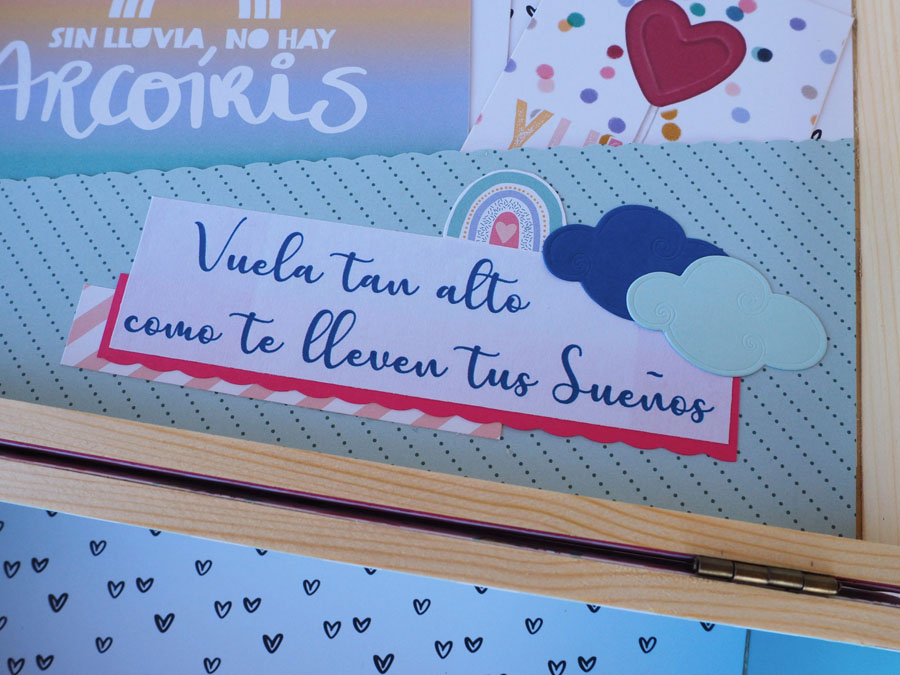 SIN LLUVIA, NO HAY
ARCOÍRIS
Vuela tan alto
como te lleven tus Sueños